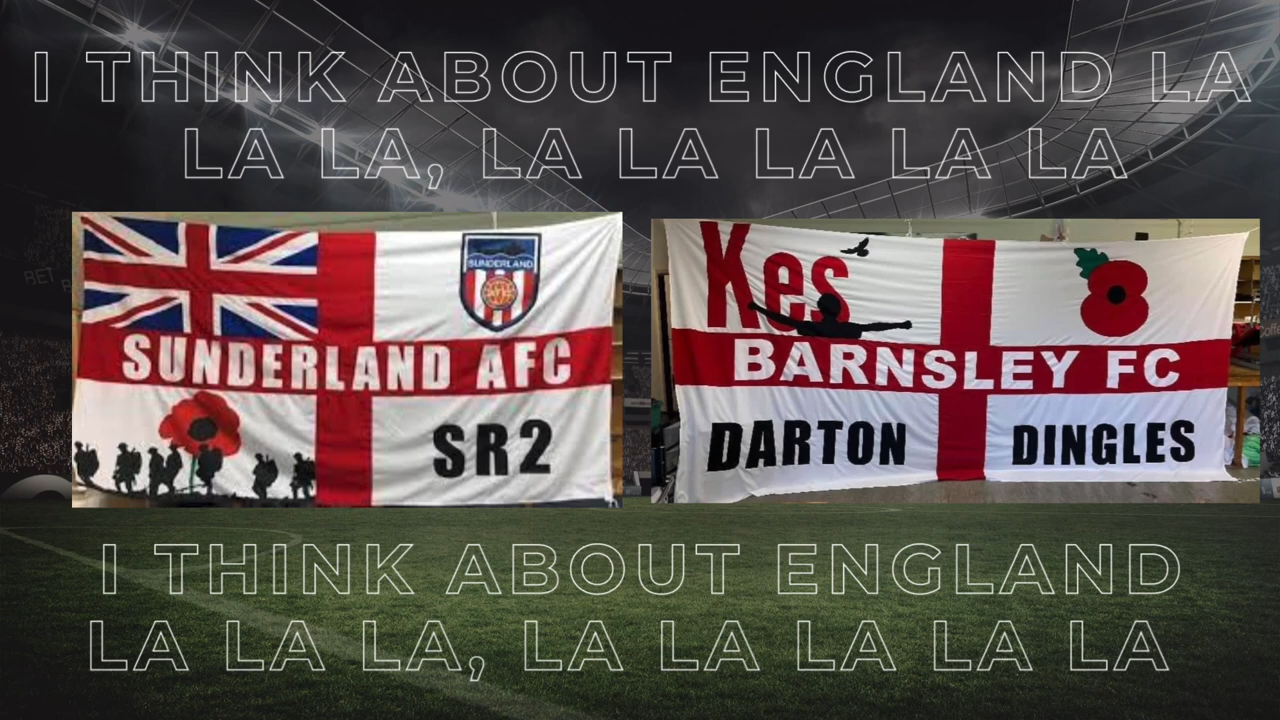 I THINK ABOUT ENGLAND LA
LA LA, LA LA LA LA LA
SUNDERLAND
SUNDERLAND AFC
SR2
Kes
BARNSLEY FC
DARTON DINGLES
BET
I THINK ABOUT ENGLAND
LA LA LA, LA LA LA LA LA